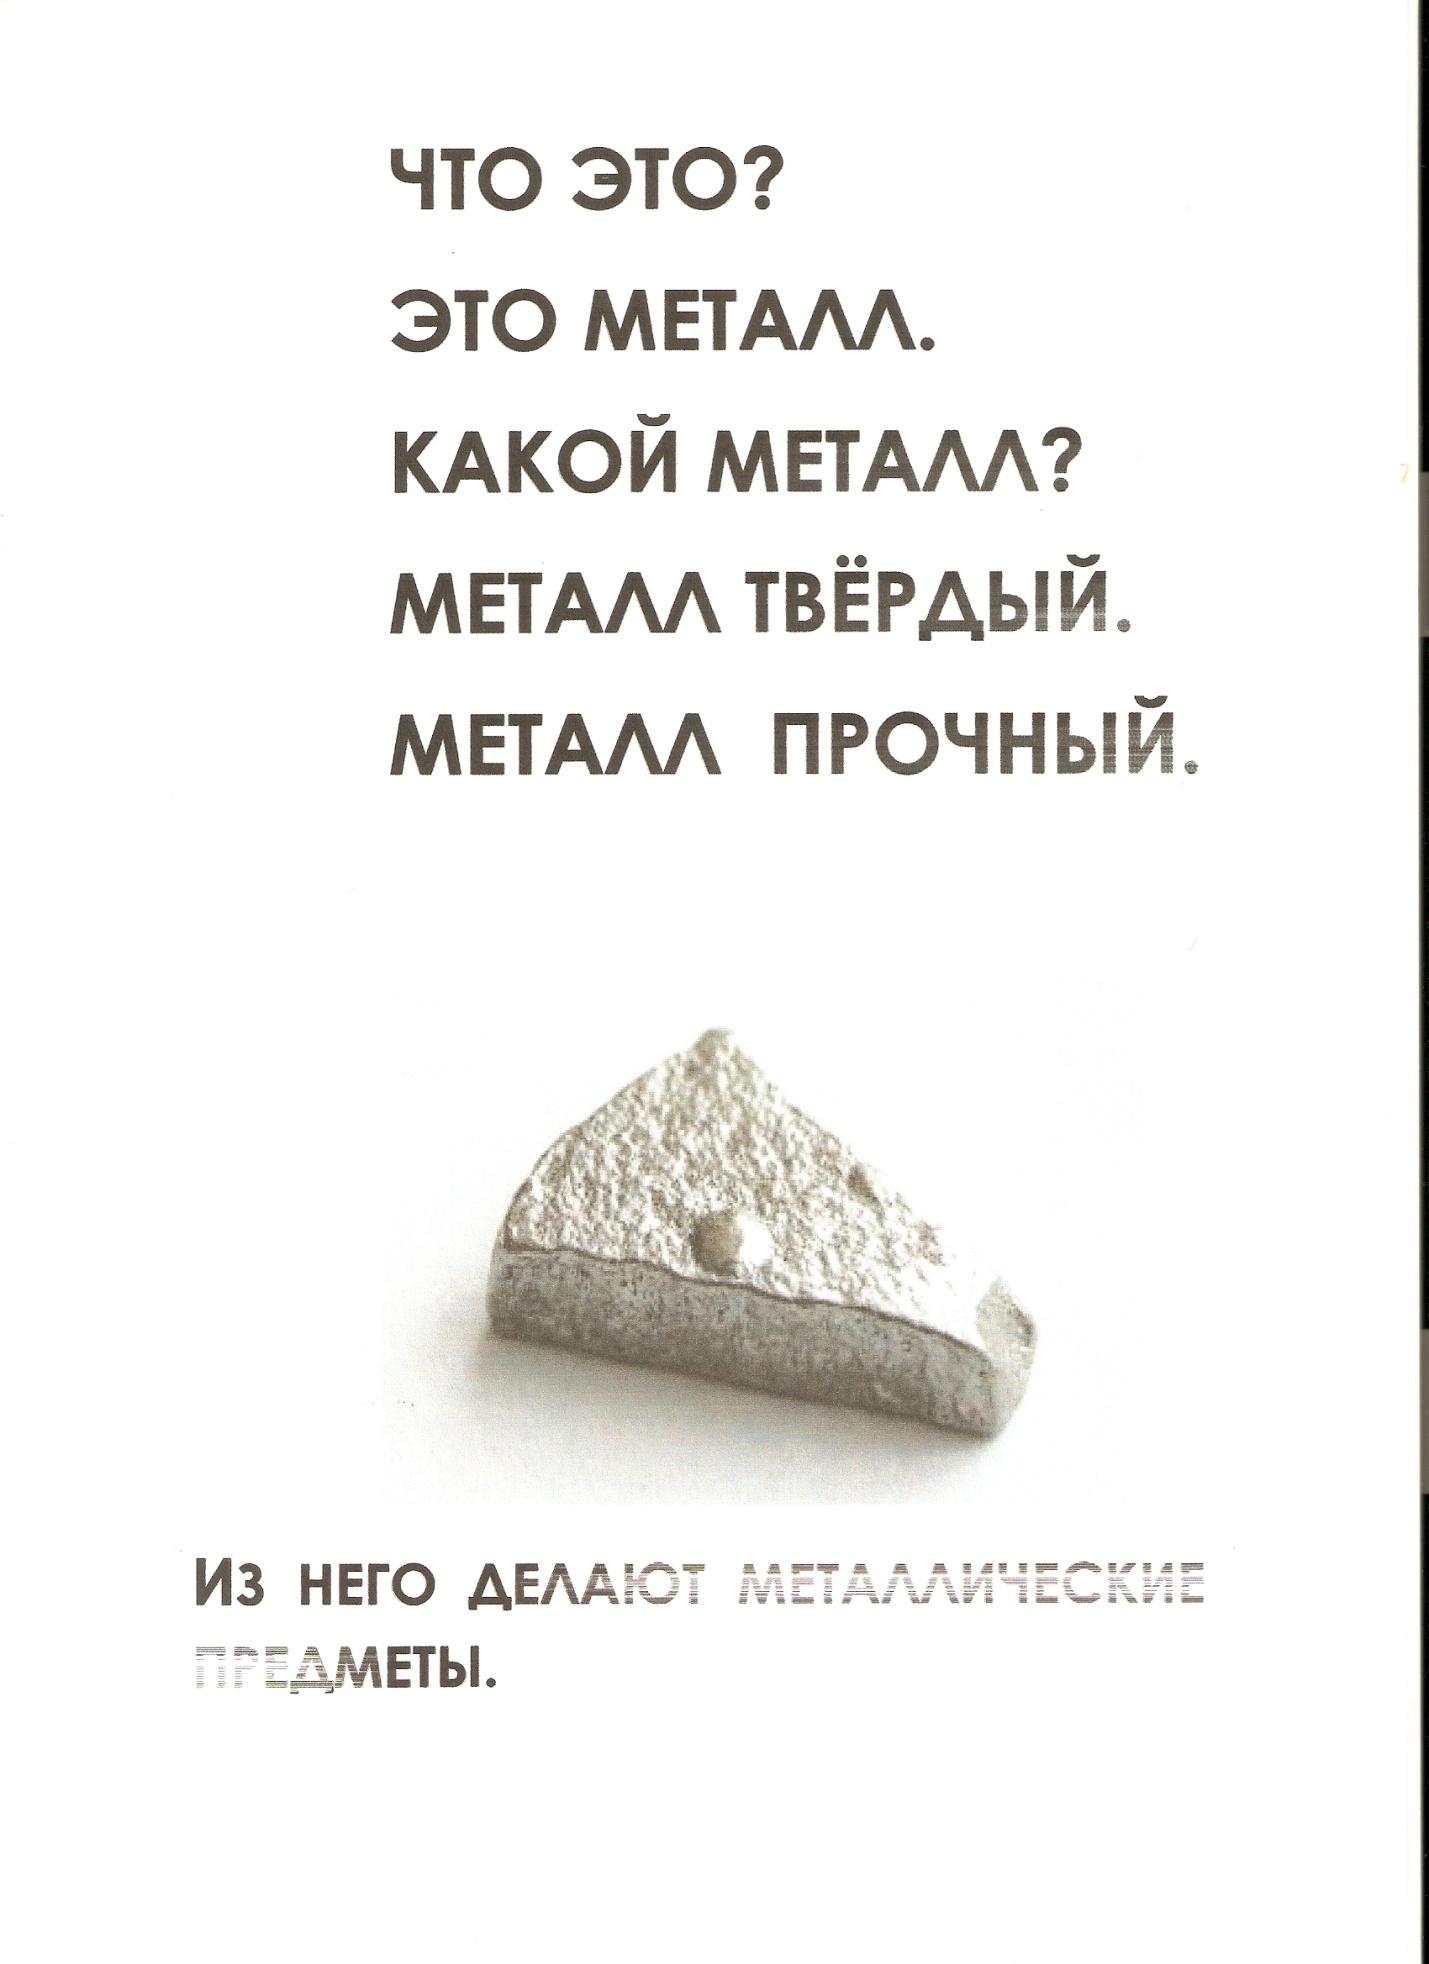 ЧТО ЭТО?
ЭТО МЕТАЛЛ.
КАКОЙ МЕТАЛЛ?
МЕТАЛЛ ТВЁРДЫЙ.
МЕТАЛЛ ПРОЧНЫЙ.
ИЗ НЕГО ДЕЛАЮТ МЕТАЛЛИЧЕСКИЕ
ПРЕДМЕТЫ.